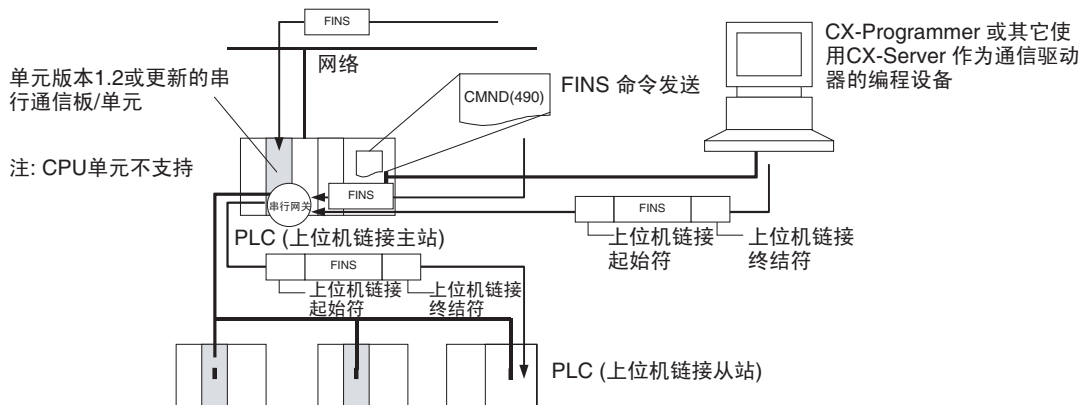 FINS
网络
单元版本1.2或更新的串
行通信板/单元
注: CPU单元不支持
CMND(490)
FINS 命令发送
CX-Programmer 或其它使
用CX-Server 作为通信驱动
器的编程设备
串行网关
FINS
PLC (上位机链接主站)
FINS
上位机链接
起始符
上位机链接
终结符
FINS
上位机链接
起始符
上位机链接
终结符
PLC (上位机链接从站)